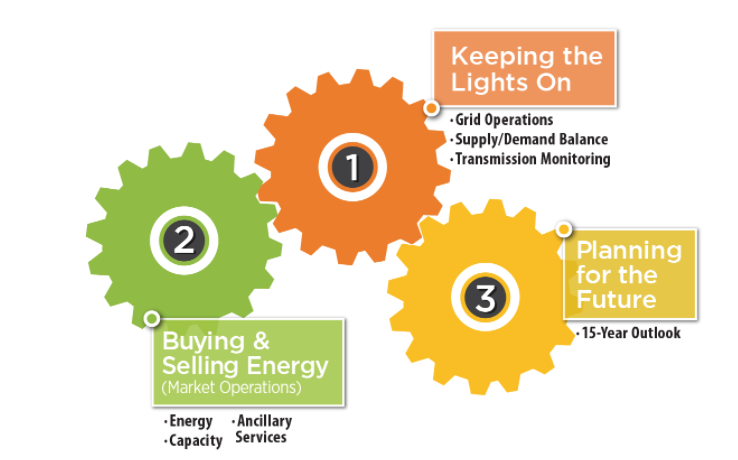 1
Keeping the
Lights On
·Grid Operations
·Supply/Demand Balance
·Transmission Monitoring
2
Buying &
Selling Energy
(Market Operations)
·Energy ·Ancillary
·Capacity Services
3
Planning
for the
Future
·15-Year Outlook